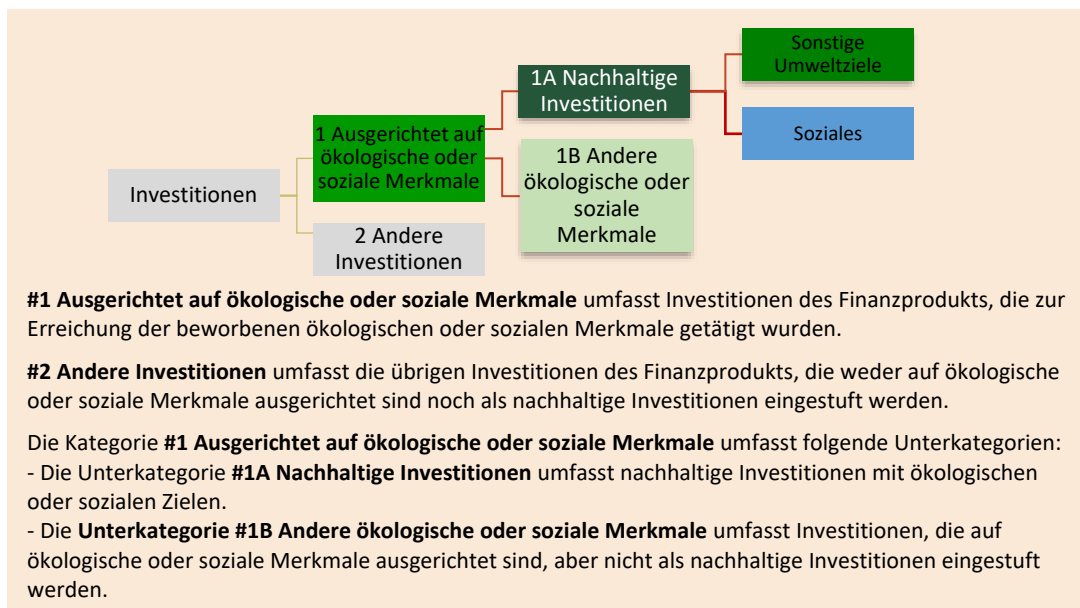 Sonstige
Umweltziele
1A Nachhaltige
Investitionen
Soziales
1 Ausgerichtet auf
ökologische oder
soziale Merkmale
1B Andere
ökologische oder
soziale
Merkmale
Investitionen
2 Andere
Investitionen
#1 Ausgerichtet auf ökologische oder soziale Merkmale umfasst Investitionen des Finanzprodukts, die zur
Erreichung der beworbenen ökologischen oder sozialen Merkmale getätigt wurden.
#2 Andere Investitionen umfasst die übrigen Investitionen des Finanzprodukts, die weder auf ökologische
oder soziale Merkmale ausgerichtet sind noch als nachhaltige Investitionen eingestuft werden.
Die Kategorie #1 Ausgerichtet auf ökologische oder soziale Merkmale umfasst folgende Unterkategorien:
- Die Unterkategorie #1A Nachhaltige Investitionen umfasst nachhaltige Investitionen mit ökologischen
oder sozialen Zielen.
- Die Unterkategorie #1B Andere ökologische oder soziale Merkmale umfasst Investitionen, die auf
ökologische oder soziale Merkmale ausgerichtet sind, aber nicht als nachhaltige Investitionen eingestuft
werden.